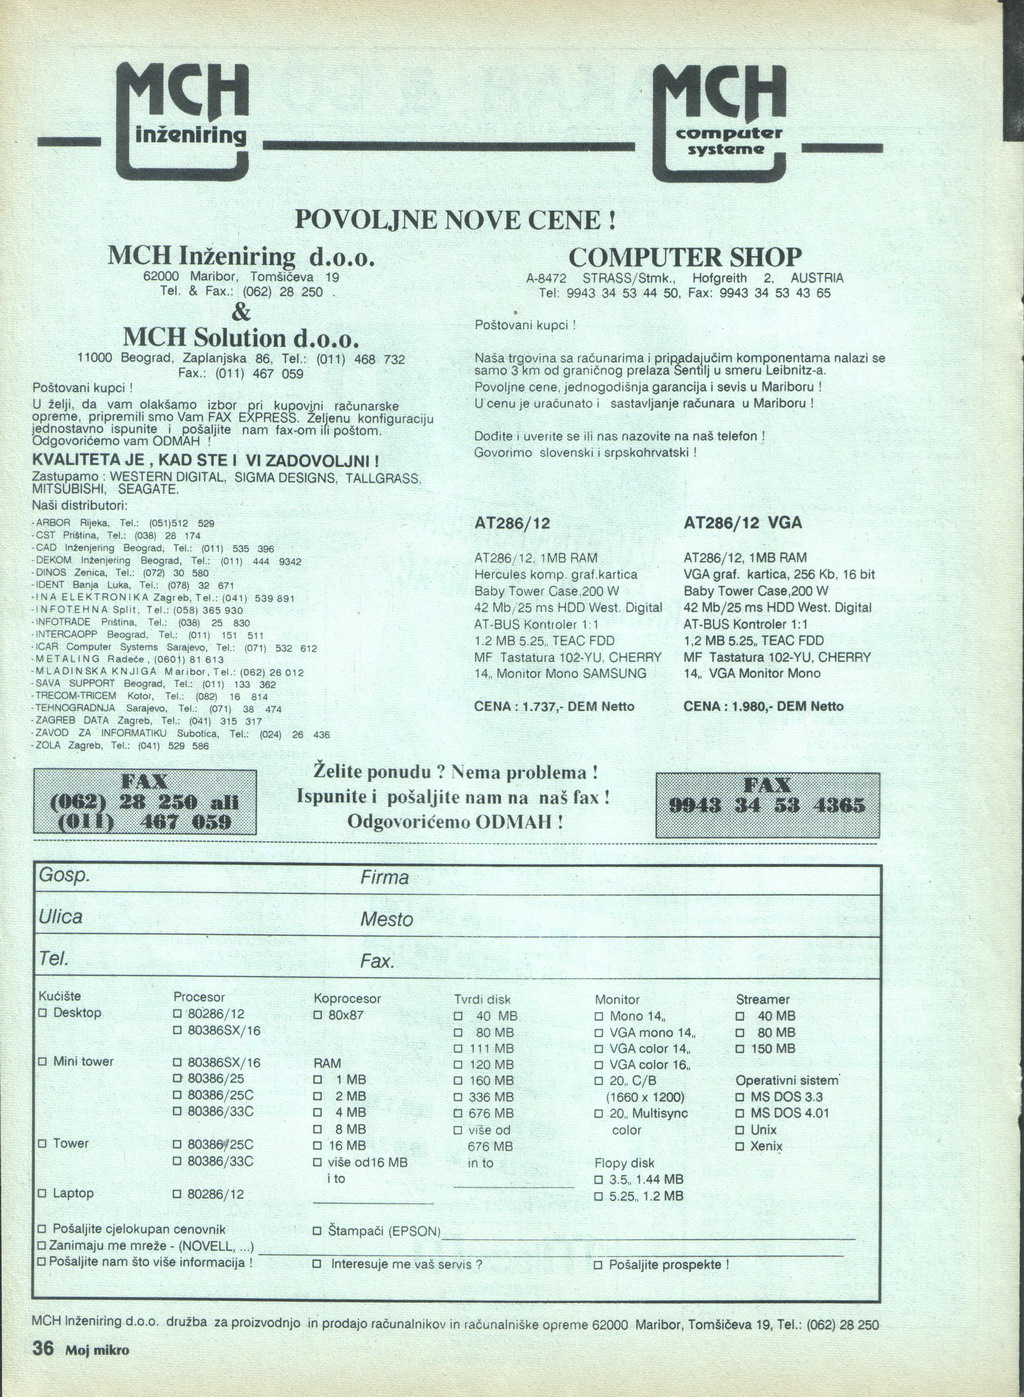 MCH
inženiring
MCH
computer
systeme
POVOLJNE NOVE CENE !
MCH Inženiring d.o.o.
62000 Maribor, Tomšičeva 19
Tel. & Fax.: (062) 28 250 .
&
MCH Solution d.o.o.
11000 Beograd, Zaplanjska 86, Tel.: (011) 468 732
Fax.: (011) 467 059
Poštovani kupci !
U želji, da vam olakšamo izbor pri kupovjni računarske
opreme, pripremili smo Vam FAX EXPRESS. Željenu konfiguraciju
jednostavno ispunite i pošaljite nam fax-om ili poštom.
Odgovorićemo vam ODMAH !
KVALITETA JE , KAD STE I VI ZADOVOLJNI !
Zastupamo : WESTERN DIGITAL, SIGMA DESIGNS, TALLGRASS,
MITSUBISHI, SEAGATE.
Naši distributori:
-ARBOR Rijeka, Tel.: (051)512 529
-CST Priština, Tel.: (038) 28 174
-CAD Inženjering Beograd, Tel.: (011) 535 396
-DEKOM Inženjering Beograd, Tel.: (011) 444 9342
-DINOS Zenica, Tel.: (072) 30 580
-IDENT Banja Luka, Tel.: (078) 32 671
-INA ELEKTRONIKA Zagreb, Tel.: (041) 539 891
-INFOTEHNA Split, Tel.: (058) 365 930
-INFOTRADE Priština, Tel.: (038) 25 830
-INTERCAOPP Beograd, Tel.: (011) 151 511
-ICAR Computer Systems Sarajevo, Tel.: (071) 532 612
-METALING Radeče, (0601) 81 613
-MLADINSKA KNJIGA Maribor, Tel.: (062) 26 012
-SAVA SUPPORT Beograd, Tel.: (011) 133 362
-TRECOM-TRICEM Kotor, Tel.: (082) 16 814
-TEHNOGRADNJA Sarajevo, Tel.: (071) 38 474
-ZAGREB DATA Zagreb, Tel.: (041) 315 317
-ZAVOD ZA INFORMATIKU Subotica, Tel.: (024) 26 436
-ZOLA Zagreb, Tel.: (041) 529 586
COMPUTER SHOP
A-8472 STRASS/Stmk., Hofgreith 2, AUSTRIA
Tel: 9943 34 53 44 50, Fax: 9943 34 53 43 65
Poštovani kupci !
Naša trgovina sa računarima i pripadajučim komponentama nalazi se
samo 3 km od graničnog prelaza Šentilj u smeru Leibnitz-a.
Povoljne cene, jednogodišnja garancija i sevis u Mariboru !
U cenu je uračunato i sastavljanje računara u Mariboru !
Dođite i uverite se ili nas nazovite na naš telefon !
Govorimo slovenski i srpskohrvatski !
AT286/12
AT286/12, 1MB RAM
Hercules komp. graf.kartica
Baby Tower Case,200 W
42 Mb/25 ms HDD West. Digital
AT-BUS Kontroler 1:1
1.2 MB 5.25,, TEAC FDD
MF Tastatura 102-YU, CHERRY
14,, Monitor Mono SAMSUNG
CENA : 1.737,- DEM Netto
AT286/12 VGA
AT286/12, 1MB RAM
VGA graf. kartica, 256 Kb, 16 bit
Baby Tower Case,200 W
42 Mb/25 ms HDD West. Digital
AT-BUS Kontroler 1:1
1,2 MB 5.25,, TEAC FDD
MF Tastatura 102-YU, CHERRY
14,, VGA Monitor Mono
CENA : 1.980,- DEM Netto
FAX
(062) 28 250 ali
(011) 467 059
Želite ponudu ? Nema problema !
Ispunite i pošaljite nam na naš fax !
Odgovorićemo ODMAH !
FAX
9943 34 53 4365
Gosp. Firma
Ulica Mesto
Tel. Fax.
Kućište
□ Desktop
□ Mini tower
□ Tower
□ Laptop
Procesor
□ 80286/12
□ 80386SX/16
□ 80386SX/16
□ 80386/25
□ 80386/25C
□ 80386/33C
□ 80386/25C
□ 80386/33C
□ 80286/12
Koprocesor
□ 80x87
RAM
□ 1 MB
□ 2 MB
□ 4 MB
□ 8 MB
□ 16 MB
□ više od16 MB
i to
Tvrdi disk
□ 40 MB
□ 80 MB
□ 111 MB
□ 120 MB
□ 160 MB
□ 336 MB
□ 676 MB
□ više od
676 MB
in to
Monitor
□ Mono 14,,
□ VGA mono 14,,
□ VGA color 14,,
□ VGA color 16,,
□ 20,, C/B
(1660 x 1200)
□ 20,, Multisync
color
Flopy disk
□ 3.5,, 1.44 MB
□ 5.25,, 1.2 MB
Streamer
□ 40 MB
□ 80 MB
□ 150 MB
Operativni sistem
□ MS DOS 3.3
□ MS DOS 4.01
□ Unix
□ Xenix
□ Pošaljite cjelokupan cenovnik □ Štampači (EPSON)
□ Zanimaju me mreže - (NOVELL, ...)
□ Pošaljite nam što više informacija ! □ Interesuje me vaš servis ? □ Pošaljite prospekte !
MCH Inženiring d.o.o. družba za proizvodnjo in prodajo računalnikov in računalniške opreme 62000 Maribor, Tomšičeva 19, Tel.: (062) 28 250
36 Moj mikro